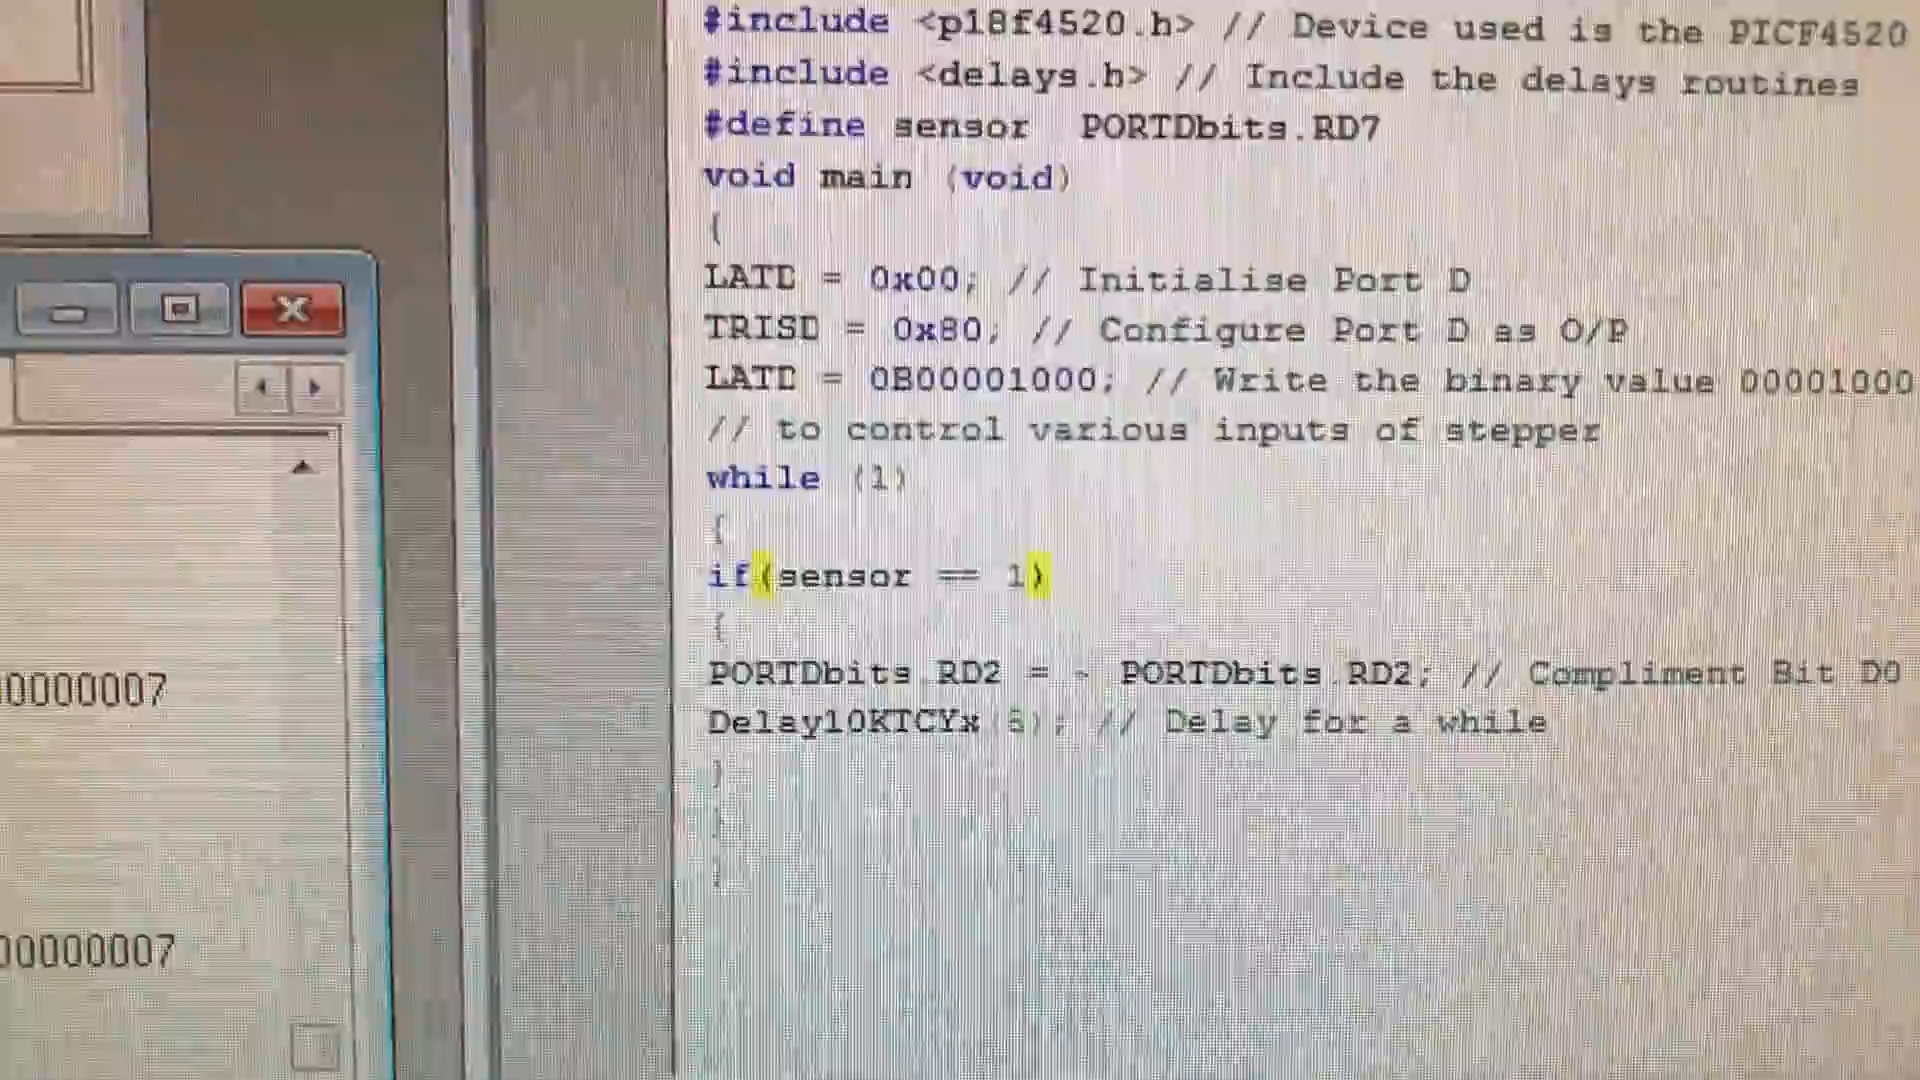 #include <p18f4520.h> // Device used is the PICF4520
#include <delays.h> // Include the delays routines
#define sensor PORTDbits.RD7
void main (void)
{
LATD = 0x00; // Initialise Port D
TRISD = 0x80; // Configure Port D as O/P
LATD = 0B00001000; // Write the binary value 00001000
// to control various inputs of stepper
while (1)
{
if(sensor == 1)
{
PORTDbits.RD2 = ~ PORTDbits.RD2; // Compliment Bit D0
Delay10KTCYx(5); // Delay for a while
}
}
}
0000007
00000007